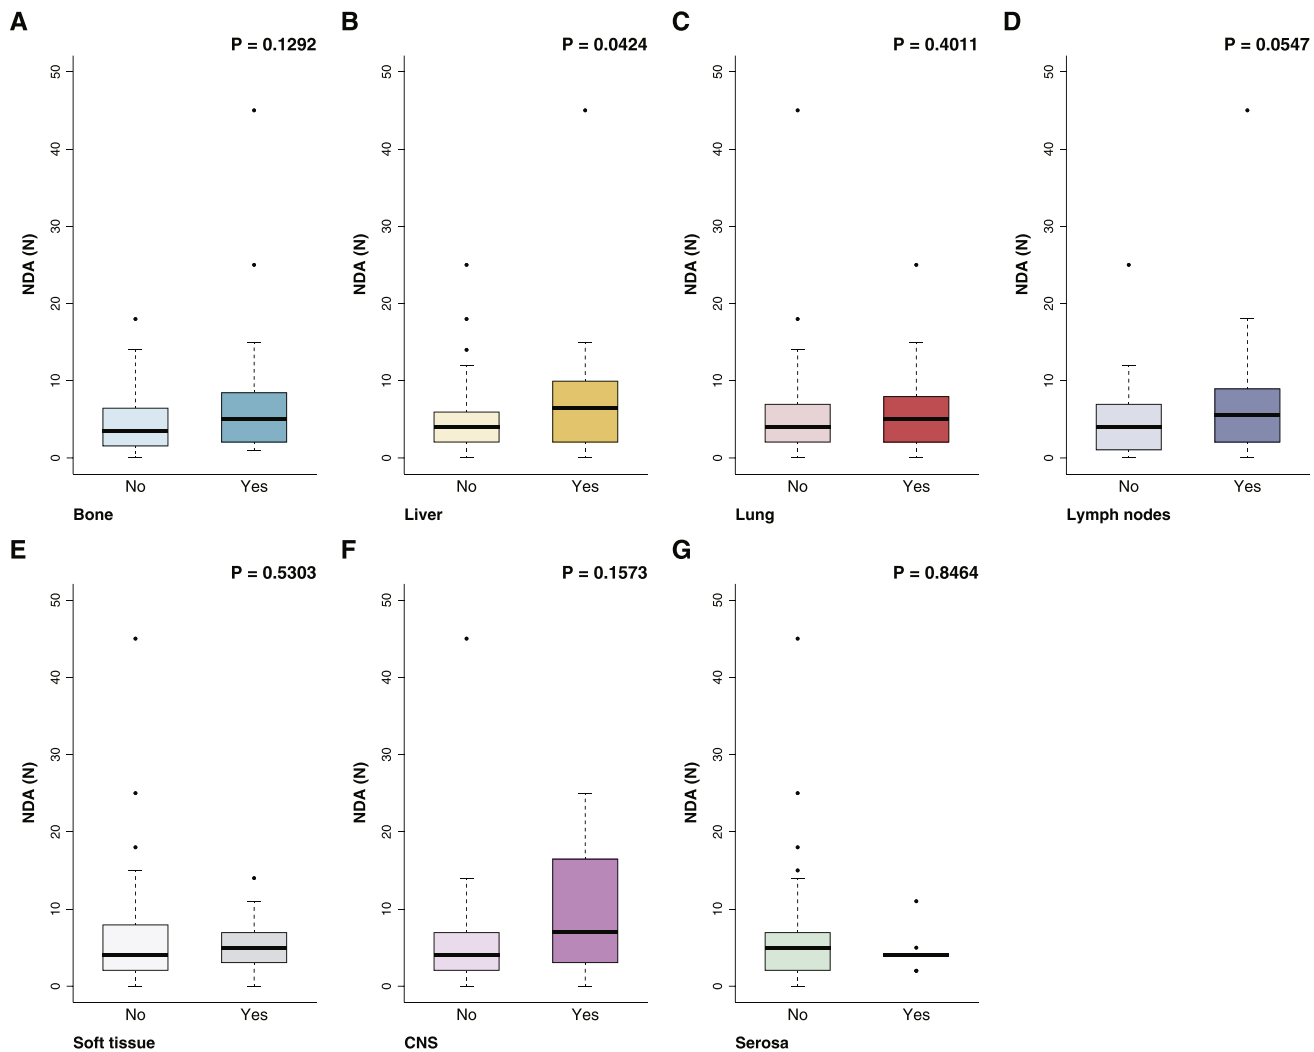 A
P = 0.1292
NDA (N)
50
40
30
20
10
0
No Yes
Bone
B
P = 0.0424
NDA (N)
50
40
30
20
10
0
No Yes
Liver
C
P = 0.4011
NDA (N)
50
40
30
20
10
0
No Yes
Lung
D
P = 0.0547
NDA (N)
50
40
30
20
10
0
No Yes
Lymph nodes
E
P = 0.5303
NDA (N)
50
40
30
20
10
0
No Yes
Soft tissue
F
P = 0.1573
NDA (N)
50
40
30
20
10
0
No Yes
CNS
G
P = 0.8464
NDA (N)
50
40
30
20
10
0
No Yes
Serosa